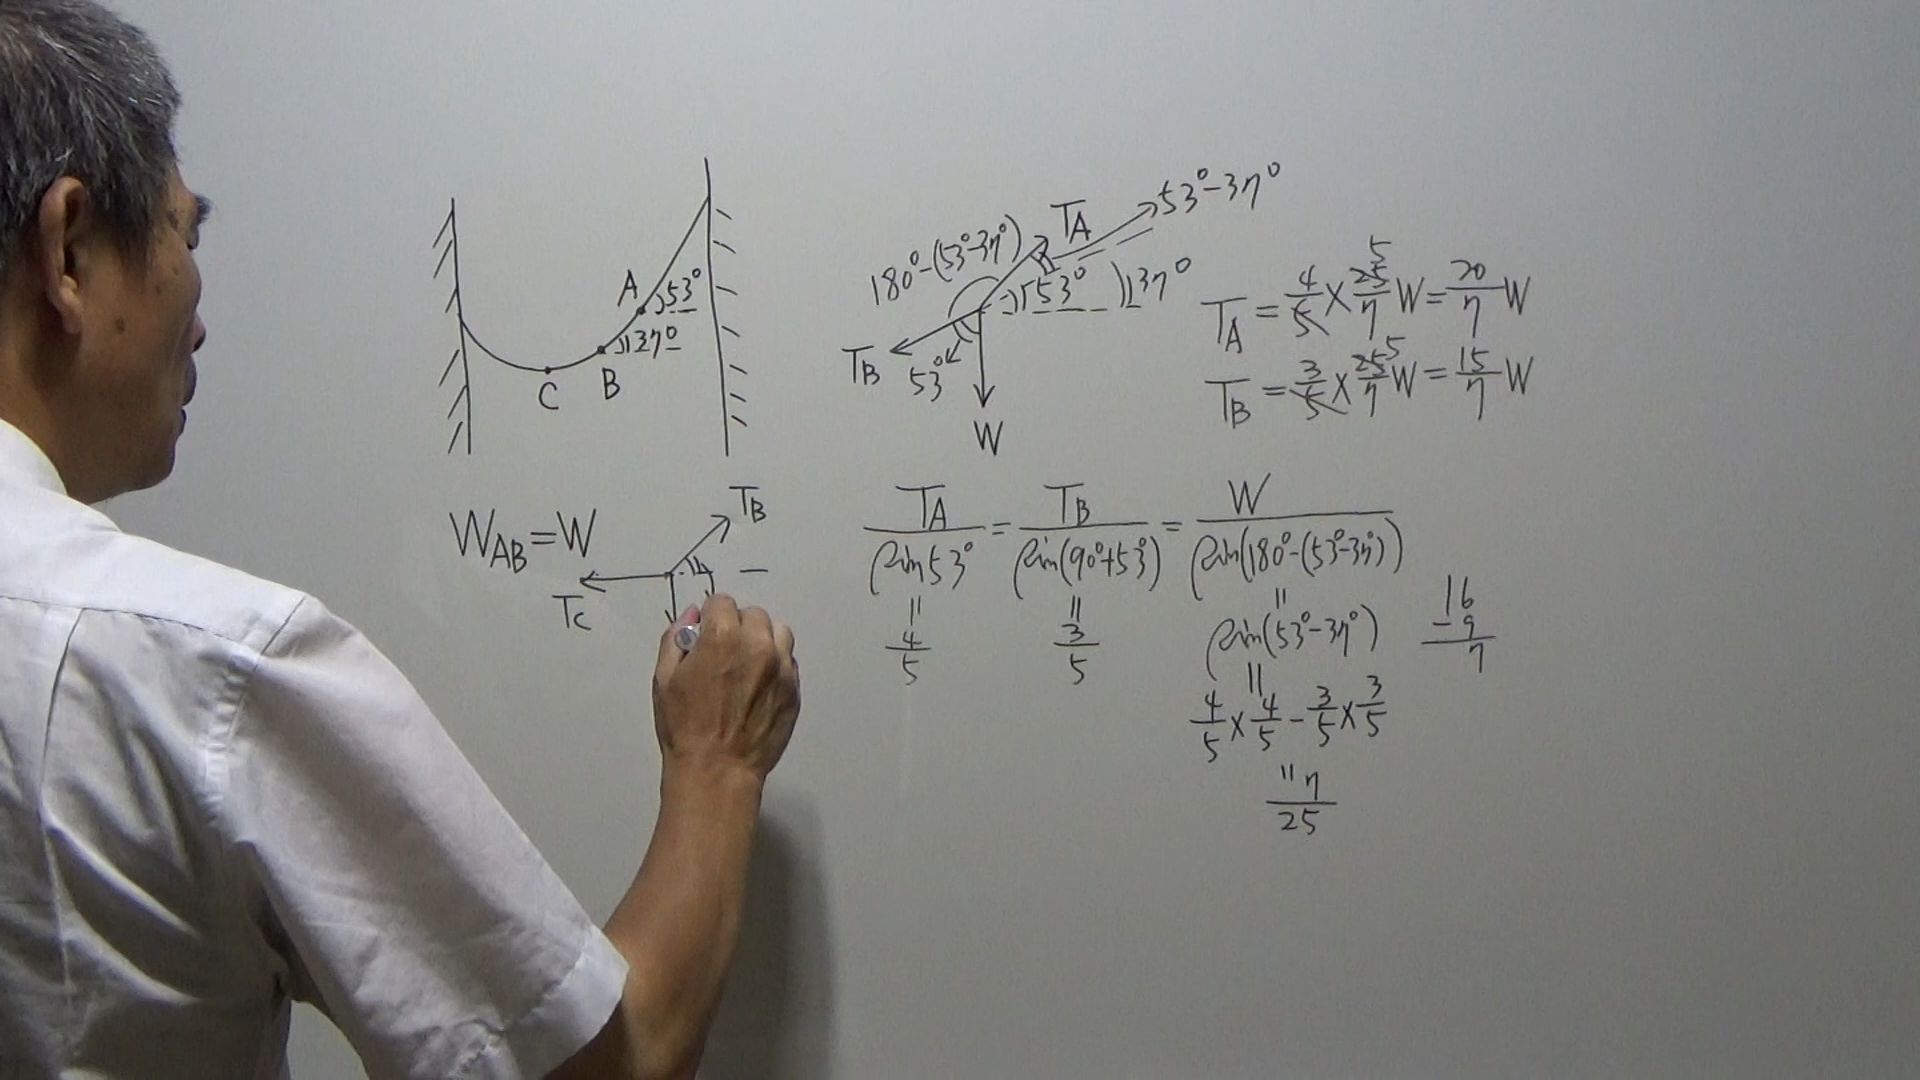 A
53°
37°
B
C
T_A
53°-37°
180°-(53°-37°)
53°
37°
T_B
53°
W
T_A = 4/5 × 25/7 W = 20/7 W
5
T_B = 3/5 × 25/7 W = 15/7 W
5
W_AB = W
T_B
T_C
T_A/sin53° = T_B/sin(90°+53°) = W/sin(180°-(53°-37°))
= 4/5
= 3/5
= sin(53°-37°)
= 4/5 × 4/5 - 3/5 × 3/5
= 7/25
16
-9
7